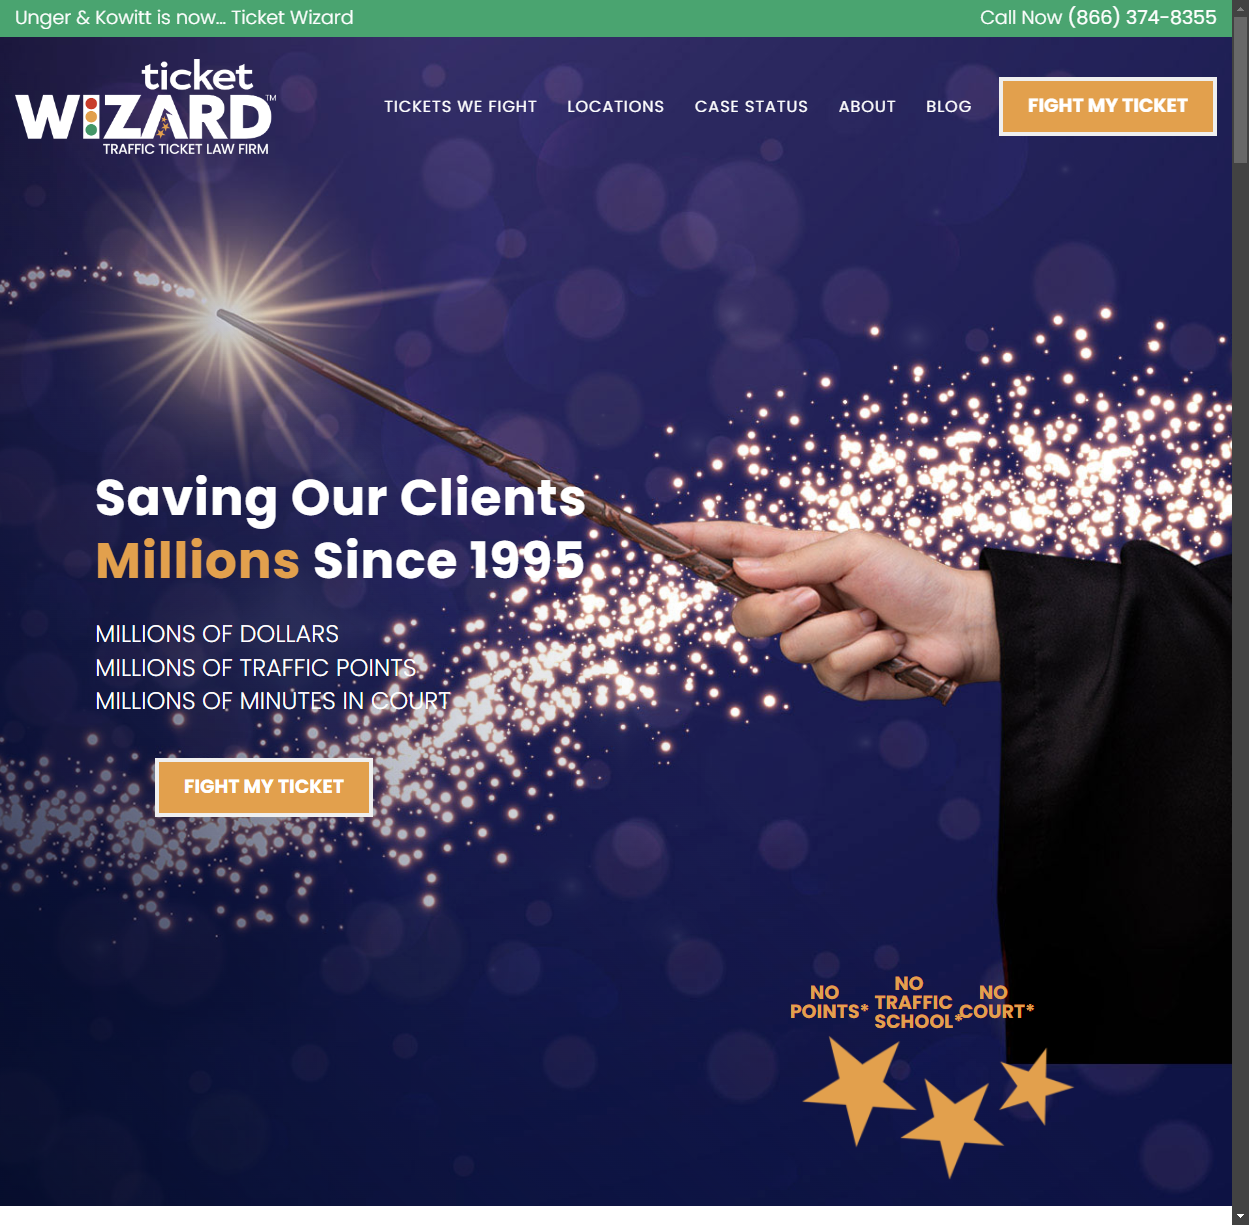 Unger & Kowitt is now... Ticket Wizard
Call Now (866) 374-8355
ticket
WIZARD™
TRAFFIC TICKET LAW FIRM
TICKETS WE FIGHT
LOCATIONS
CASE STATUS
ABOUT
BLOG
FIGHT MY TICKET
Saving Our Clients
Millions Since 1995
MILLIONS OF DOLLARS
MILLIONS OF TRAFFIC POINTS
MILLIONS OF MINUTES IN COURT
FIGHT MY TICKET
NO
POINTS*
NO
TRAFFIC
SCHOOL*
NO
COURT*